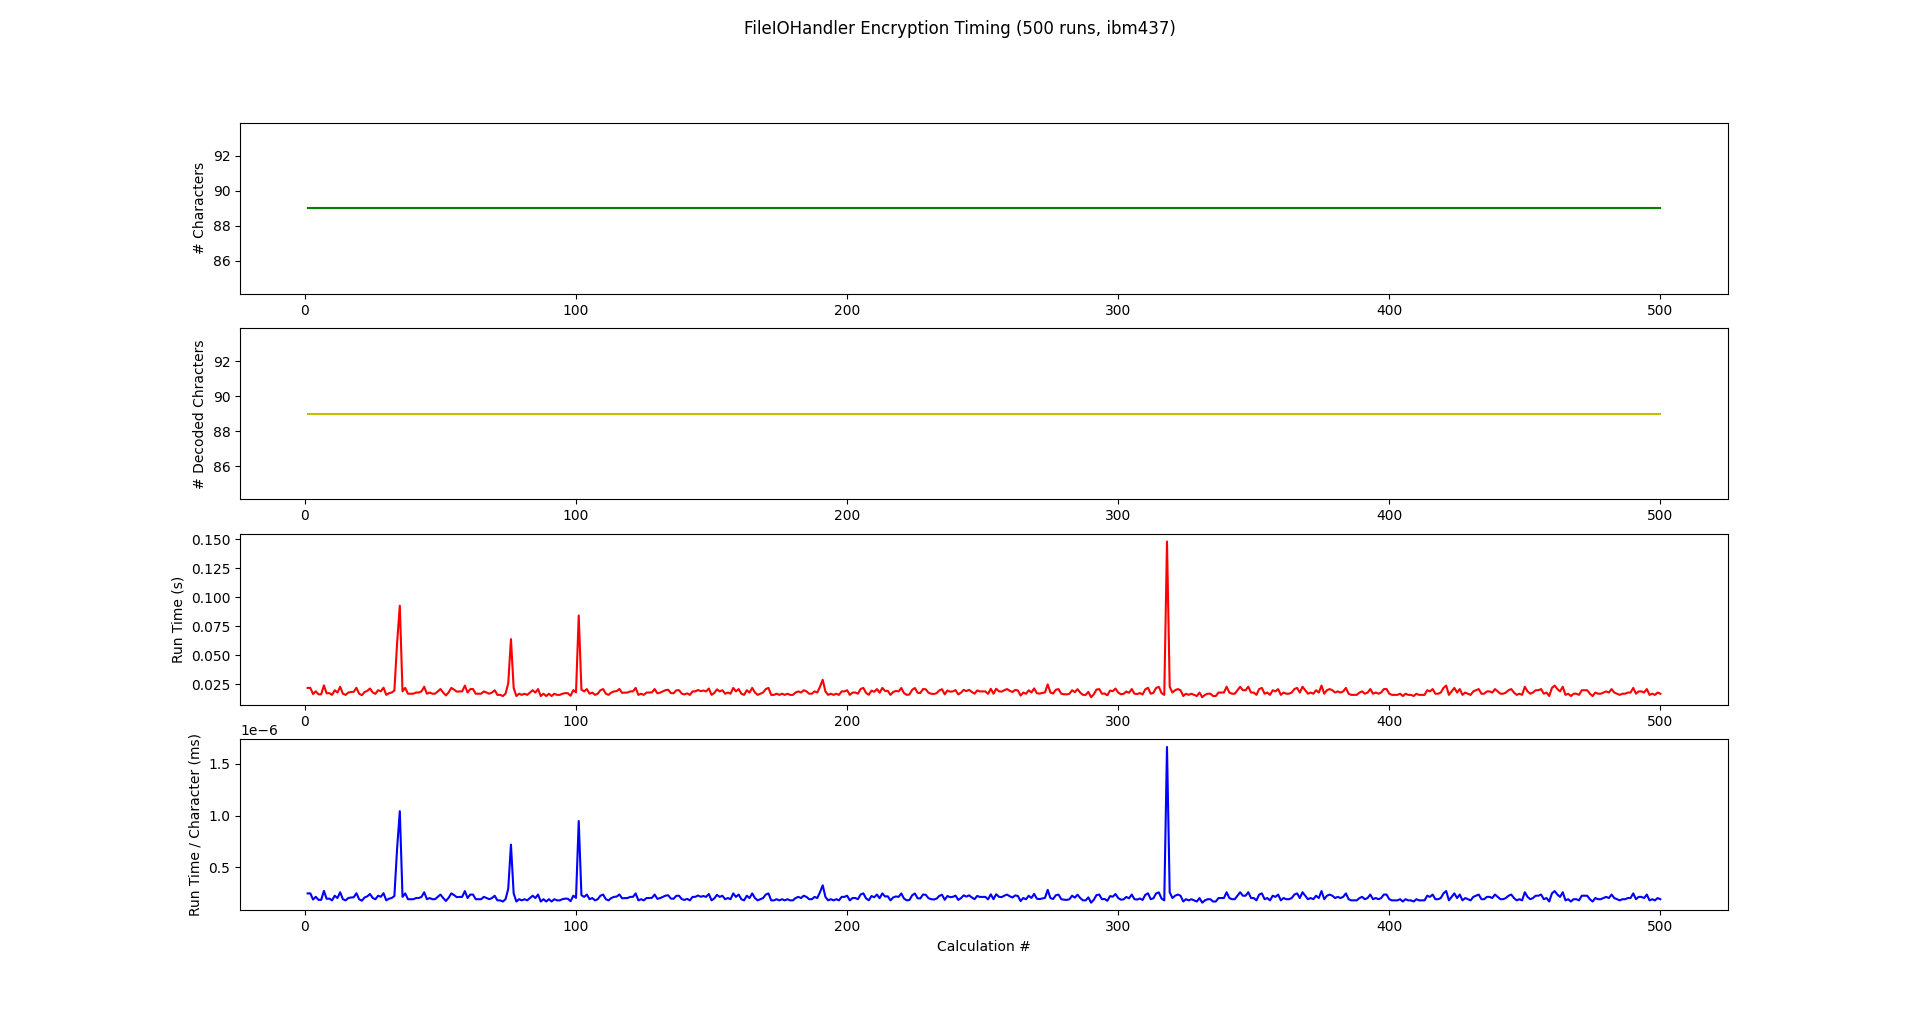 FileIOHandler Encryption Timing (500 runs, ibm437)
# Characters
92
90
88
86
0 100 200 300 400 500
# Decoded Chracters
92
90
88
86
0 100 200 300 400 500
Run Time (s)
0.150
0.125
0.100
0.075
0.050
0.025
0 100 200 300 400 500
1e−6
Run Time / Character (ms)
1.5
1.0
0.5
0 100 200 300 400 500
Calculation #